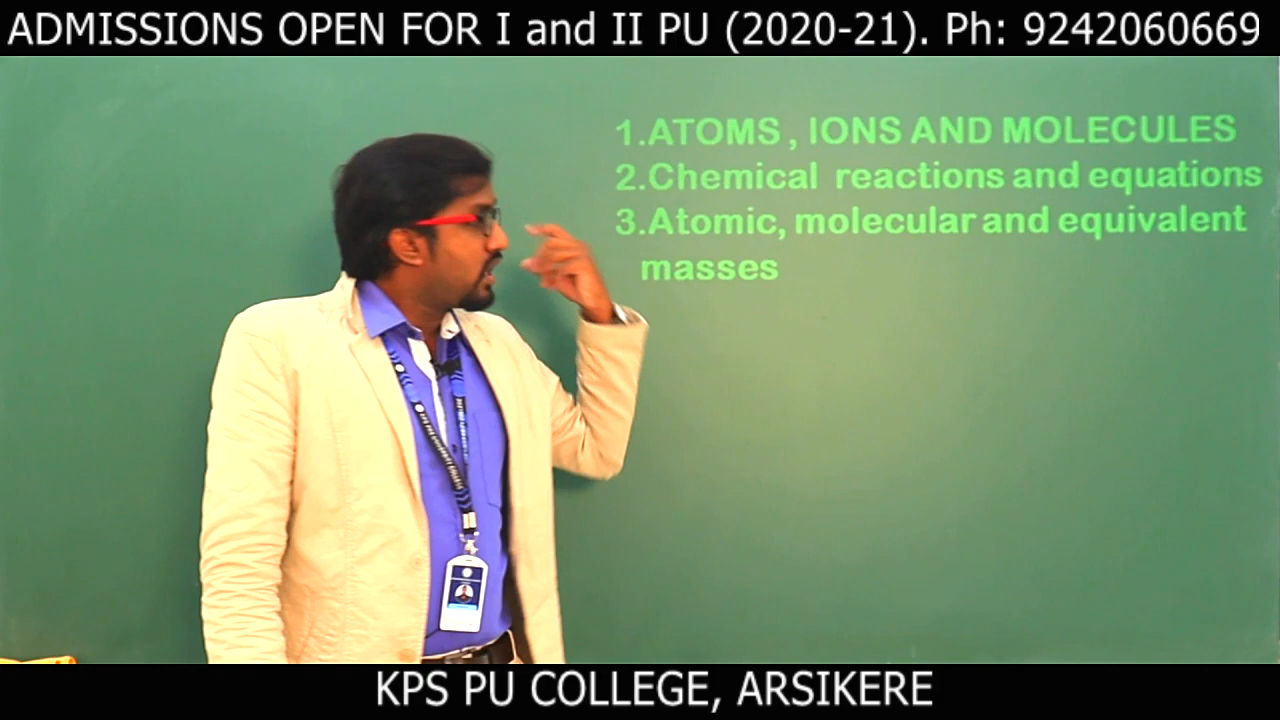 ADMISSIONS OPEN FOR I and II PU (2020-21). Ph: 9242060669
1.ATOMS , IONS AND MOLECULES
2.Chemical reactions and equations
3.Atomic, molecular and equivalent
masses
KPS PU COLLEGE, ARSIKERE